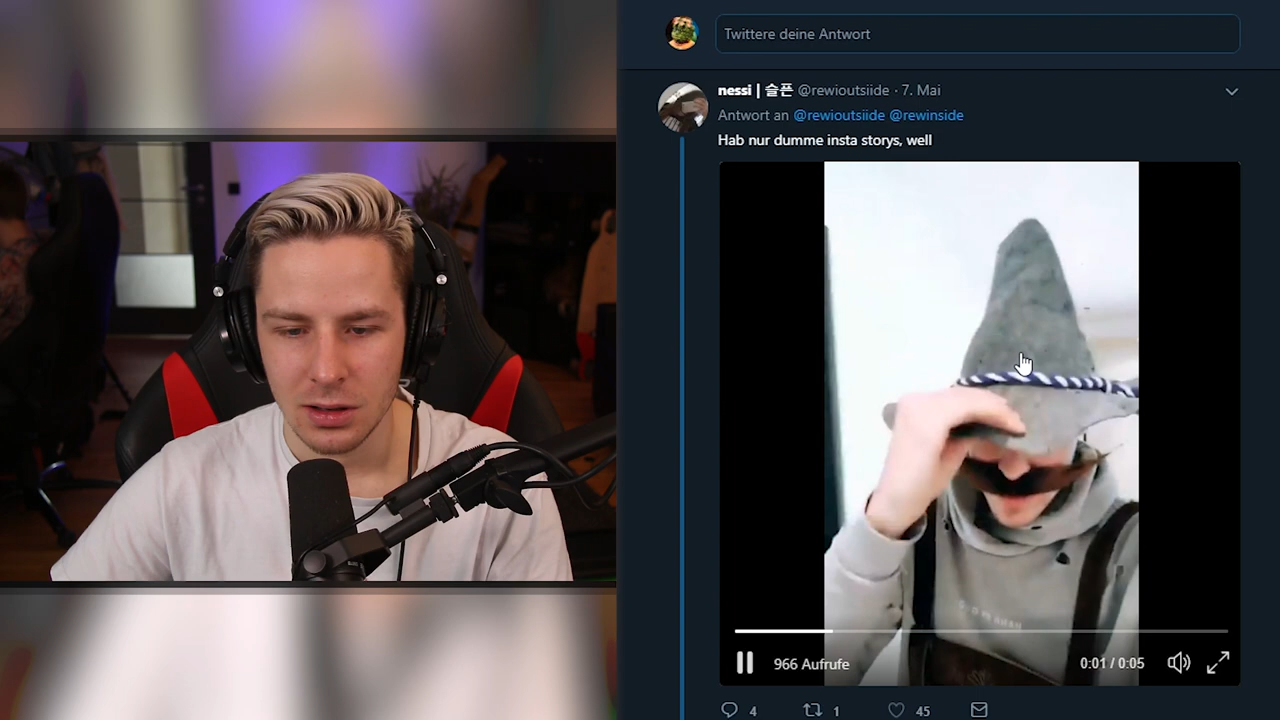 Twittere deine Antwort
nessi | 슬픈 @rewioutsiide · 7. Mai
Antwort an @rewioutsiide @rewinside
Hab nur dumme insta storys, well
966 Aufrufe
0:01 / 0:05
4
1
45